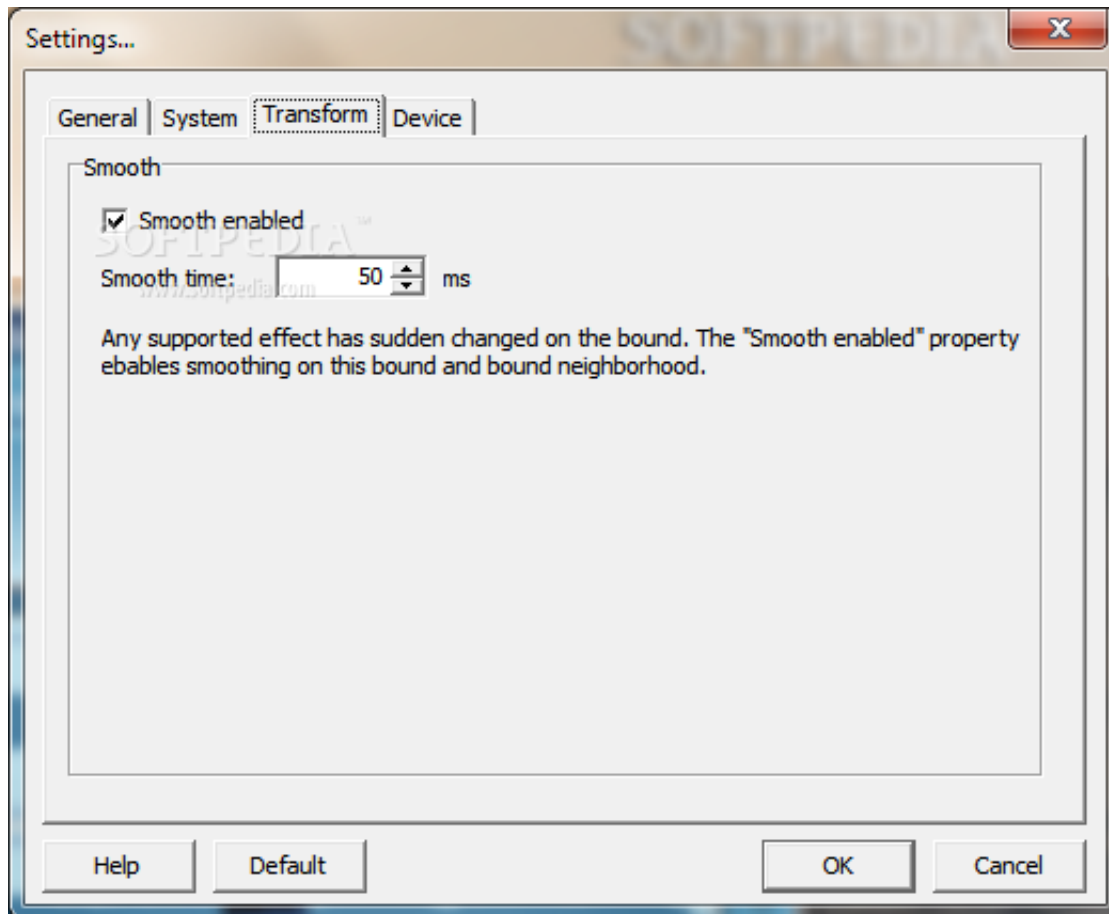 Settings...
SOFTPEDIA
General System Transform Device
Smooth
Smooth enabled
SOFTPEDIA™
Smooth time: 50 ms
www.softpedia.com
Any supported effect has sudden changed on the bound. The "Smooth enabled" property
ebables smoothing on this bound and bound neighborhood.
Help Default OK Cancel